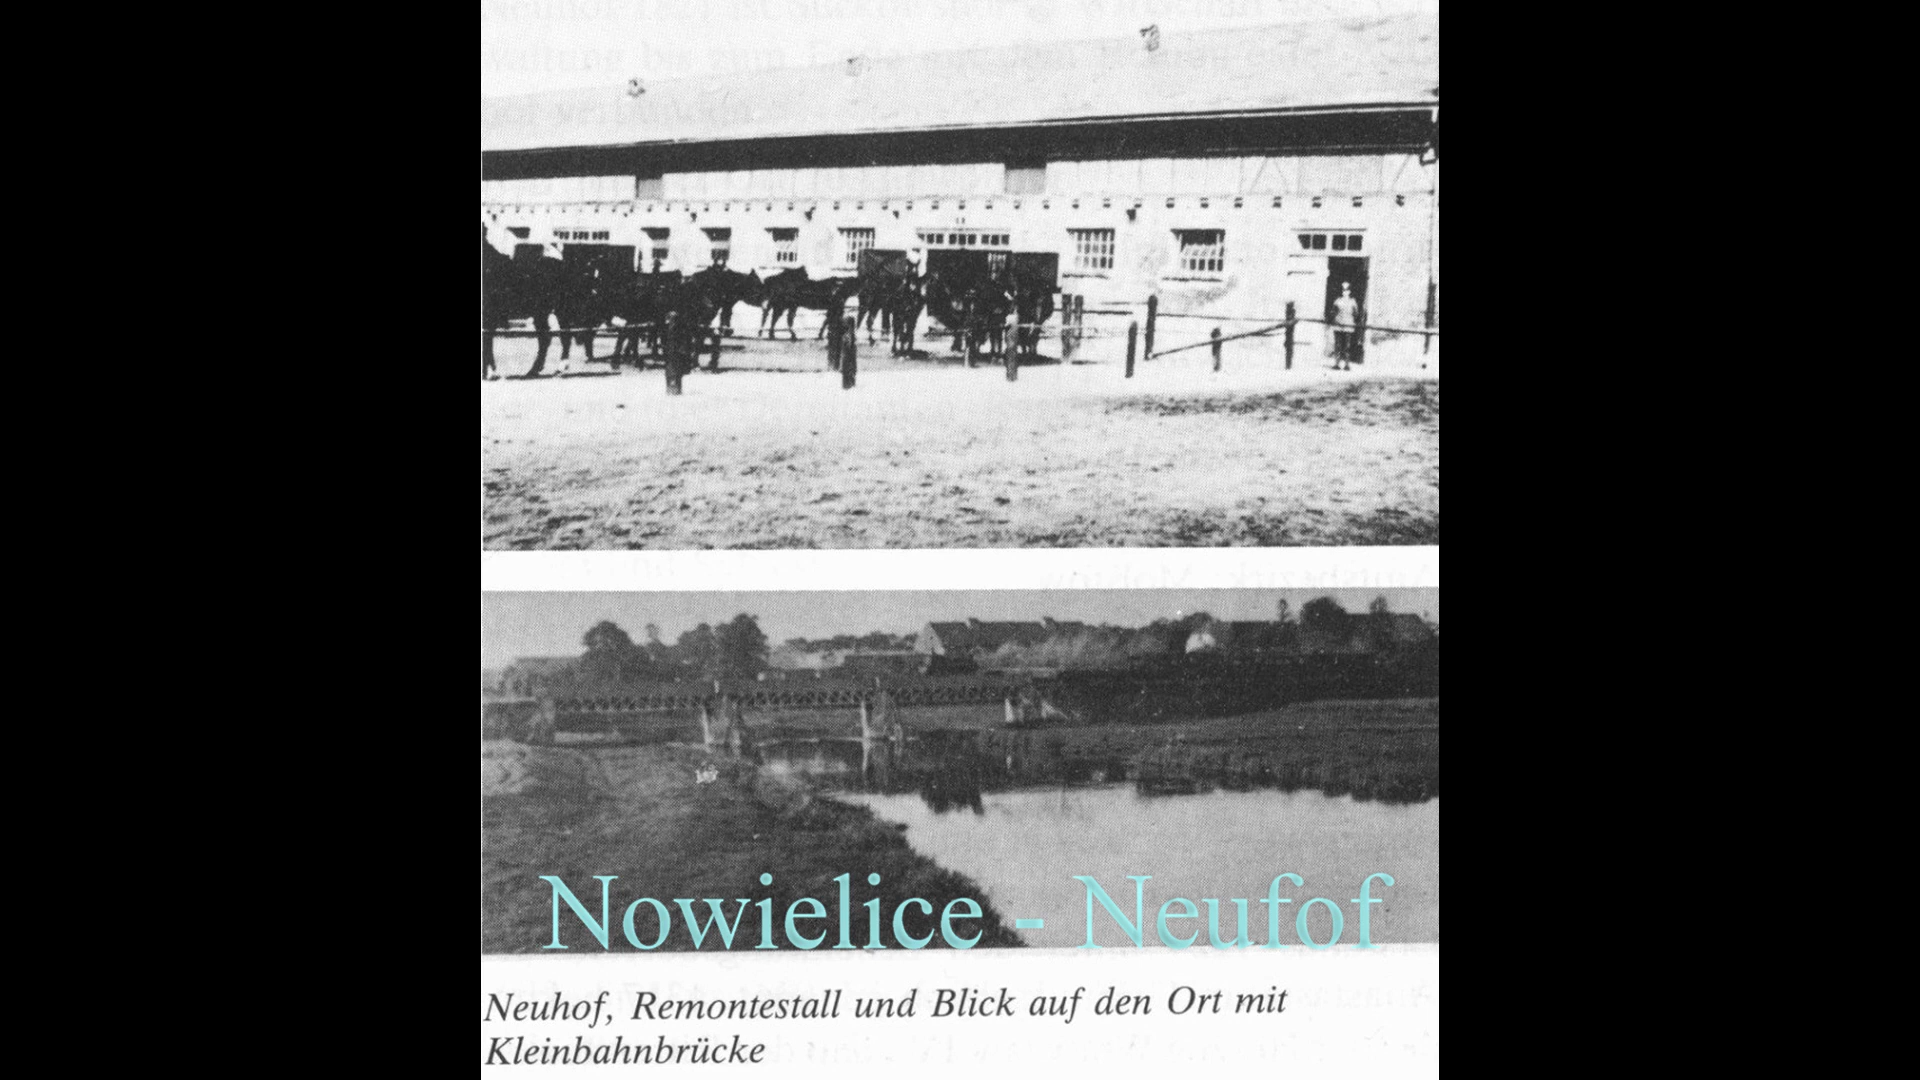 Nowielice - Neufof
Neuhof, Remontestall und Blick auf den Ort mit
Kleinbahnbrücke